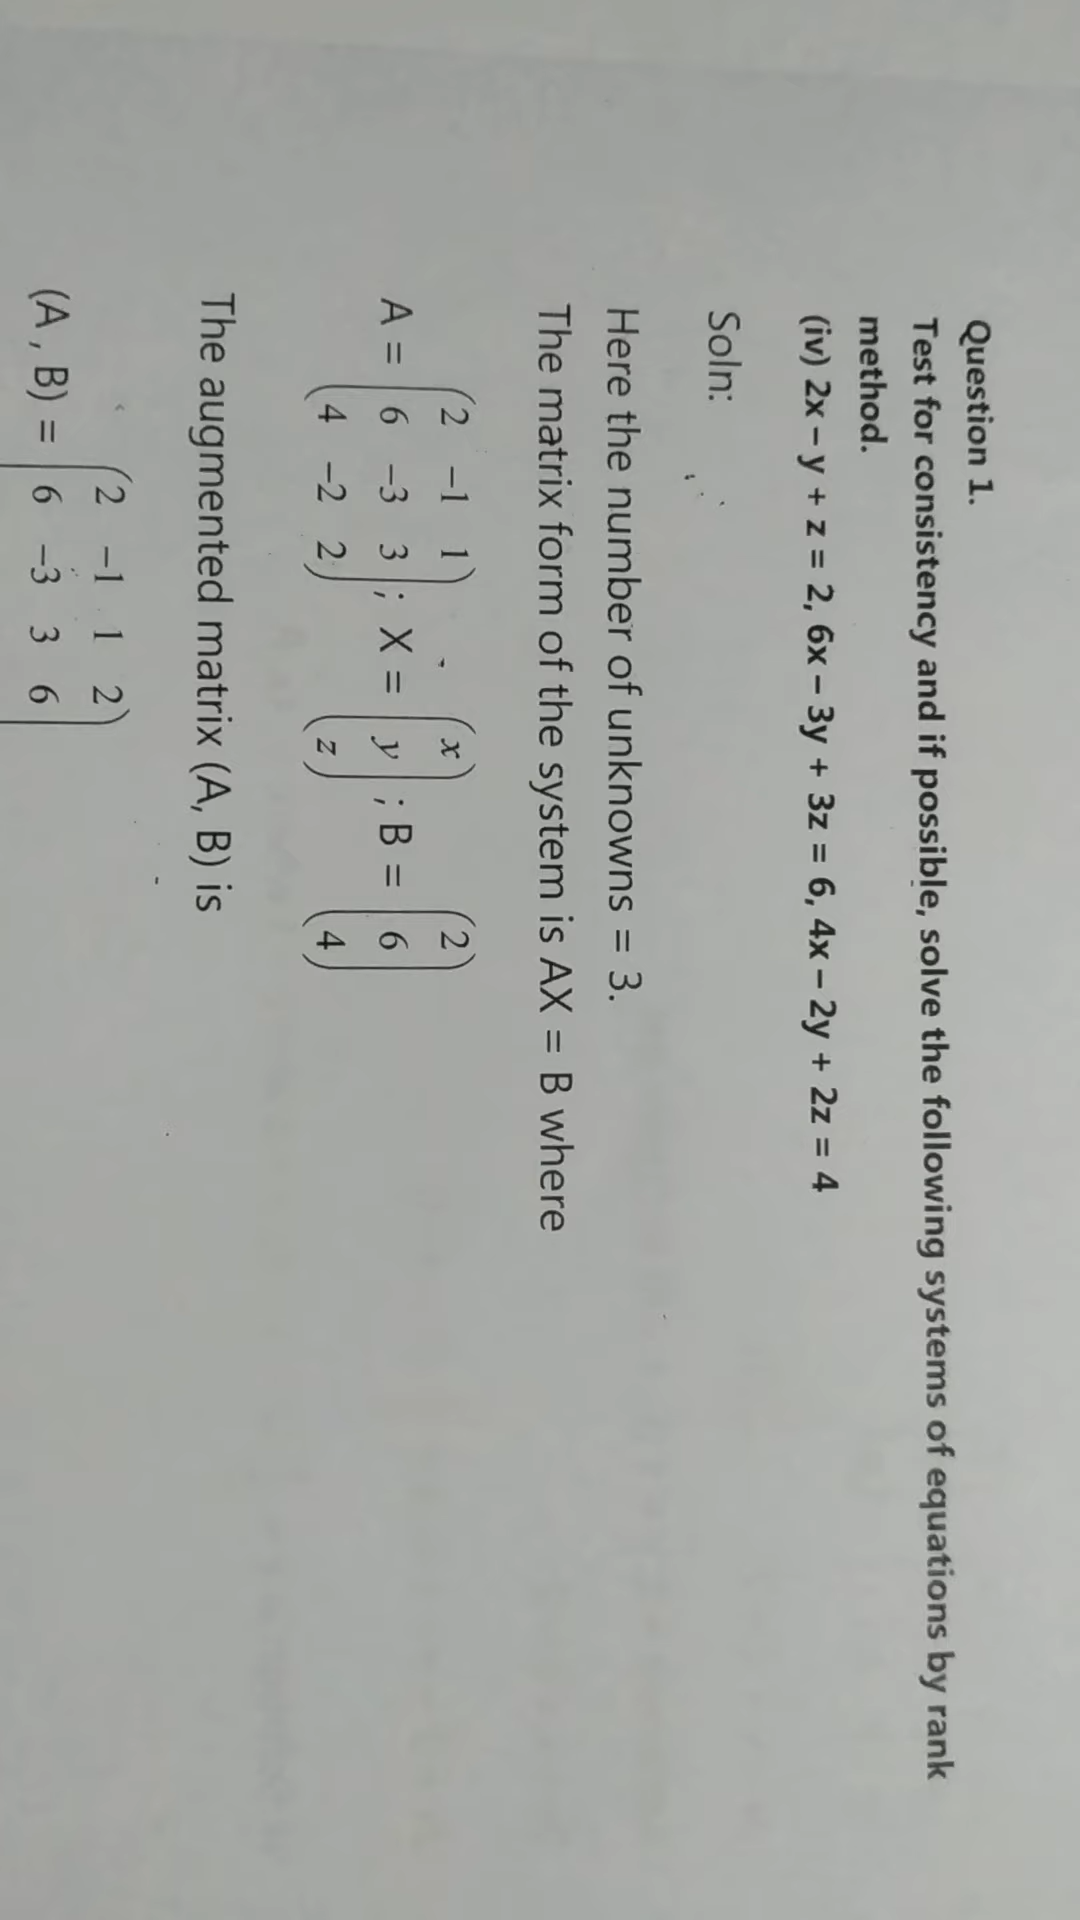 Question 1.
Test for consistency and if possible, solve the following systems of equations by rank
method.
(iv) 2x – y + z = 2, 6x – 3y + 3z = 6, 4x – 2y + 2z = 4
Soln:
Here the number of unknowns = 3.
The matrix form of the system is AX = B where
2 -1 1 x 2
A = 6 -3 3 ; X = y ; B = 6
4 -2 2 z 4
The augmented matrix (A, B) is
2 -1 1 2
(A , B) = 6 -3 3 6